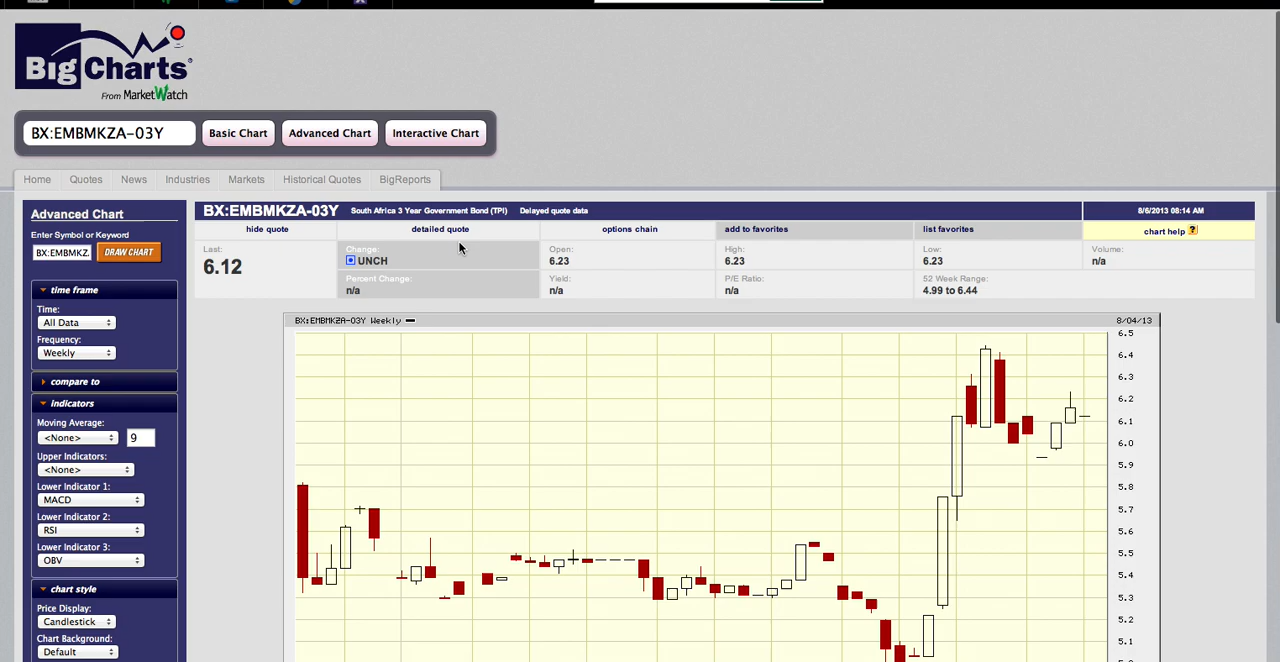 BigCharts
From MarketWatch
BX:EMBMKZA-03Y Basic Chart Advanced Chart Interactive Chart
Home Quotes News Industries Markets Historical Quotes BigReports
Advanced Chart
Enter Symbol or Keyword
BX:EMBMKZ DRAW CHART
time frame
Time:
All Data
Frequency:
Weekly
compare to
indicators
Moving Average:
<None> 9
Upper Indicators:
<None>
Lower Indicator 1:
MACD
Lower Indicator 2:
RSI
Lower Indicator 3:
OBV
chart style
Price Display:
Candlestick
Chart Background:
Default
BX:EMBMKZA-03Y South Africa 3 Year Government Bond (TPI) Delayed quote data 8/6/2013 08:14 AM
hide quote detailed quote options chain add to favorites list favorites chart help ?
Last: Change: Open: High: Low: Volume:
6.12 UNCH 6.23 6.23 6.23 n/a
Percent Change: Yield: P/E Ratio: 52 Week Range:
n/a n/a n/a 4.99 to 6.44
BX:EMBMKZA-03Y Weekly 8/04/13
6.5
6.4
6.3
6.2
6.1
6.0
5.9
5.8
5.7
5.6
5.5
5.4
5.3
5.2
5.1